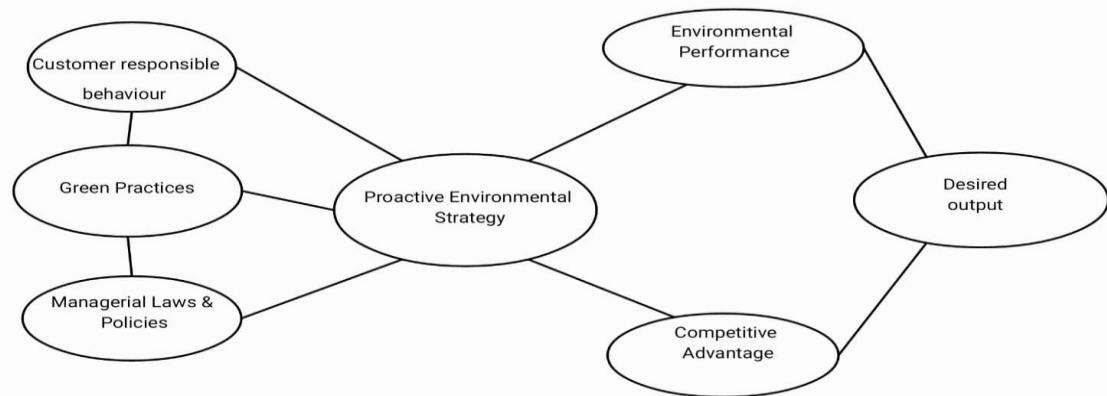 Customer responsible
behaviour
Green Practices
Managerial Laws &
Policies
Proactive Environmental
Strategy
Environmental
Performance
Competitive
Advantage
Desired
output